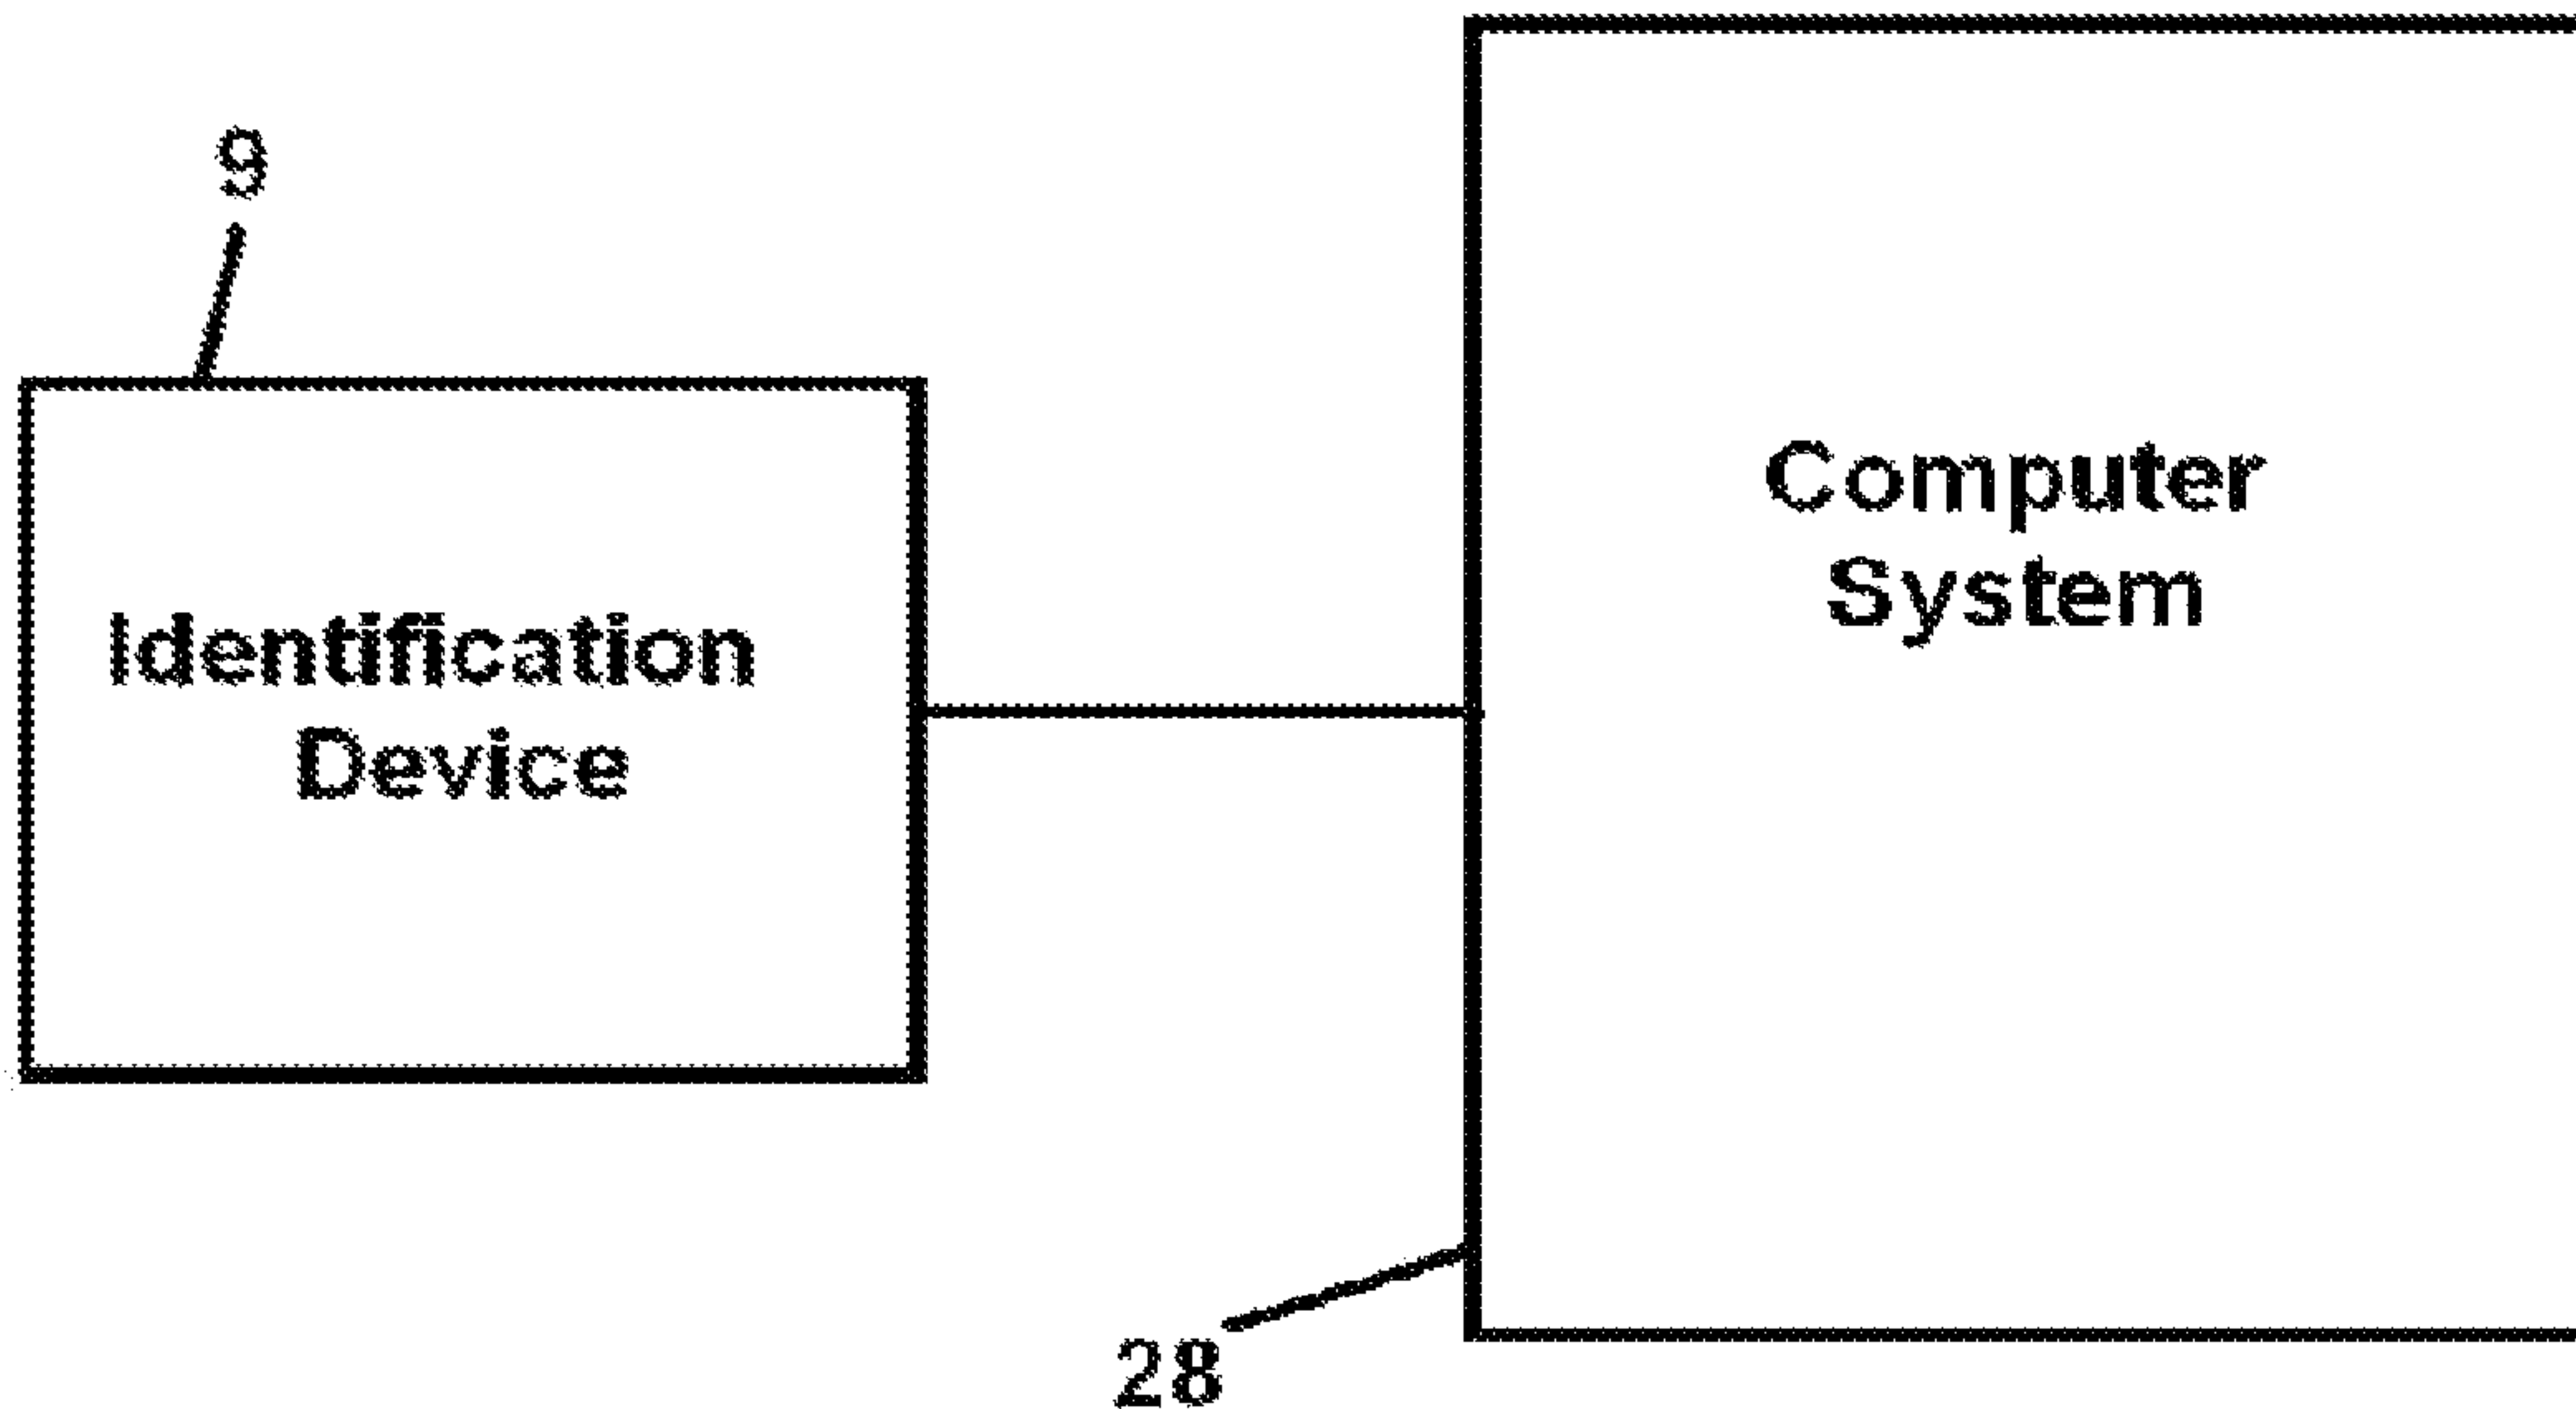 9
Identification
Device
Computer
System
28